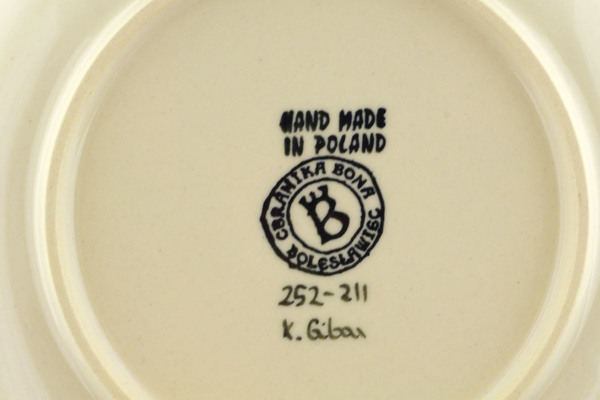 HAND MADE
IN POLAND
CERAMIKA BONA
B
BOLESŁAWIEC
252-211
K. Gibas